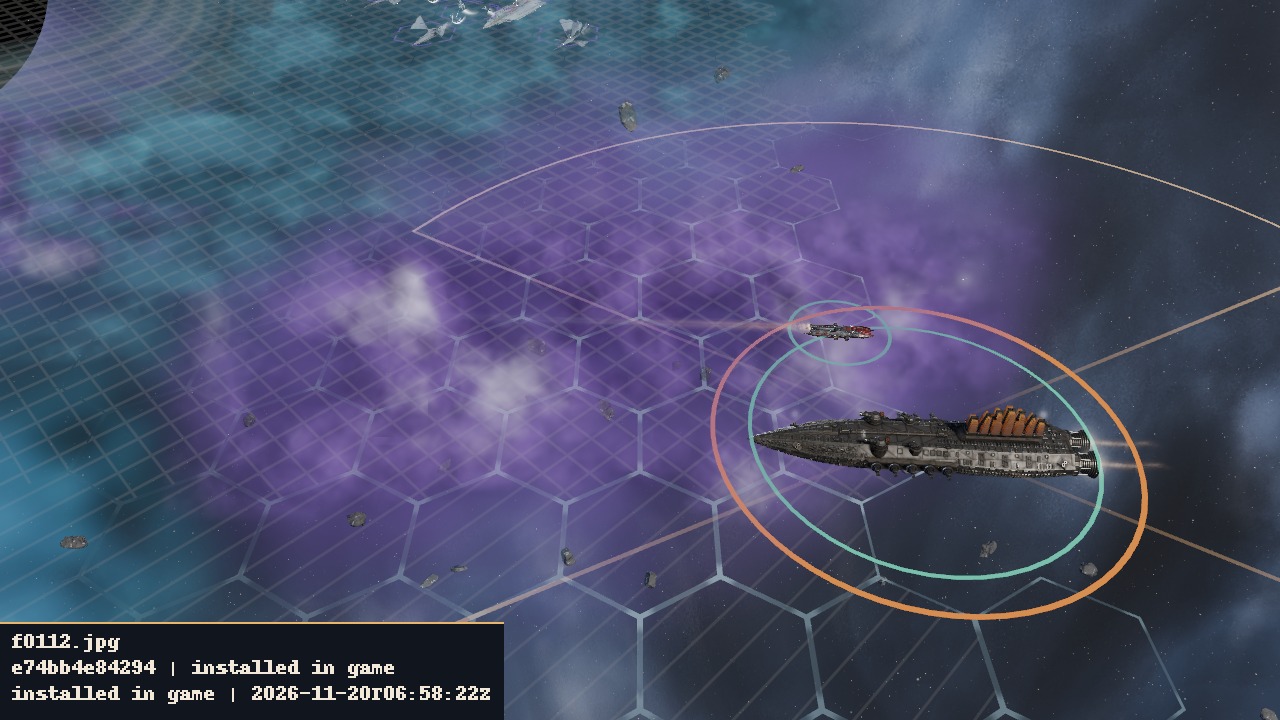 f0112.jpg
e74bb4e84294 | installed in game
installed in game | 2026-11-20T06:58:22Z